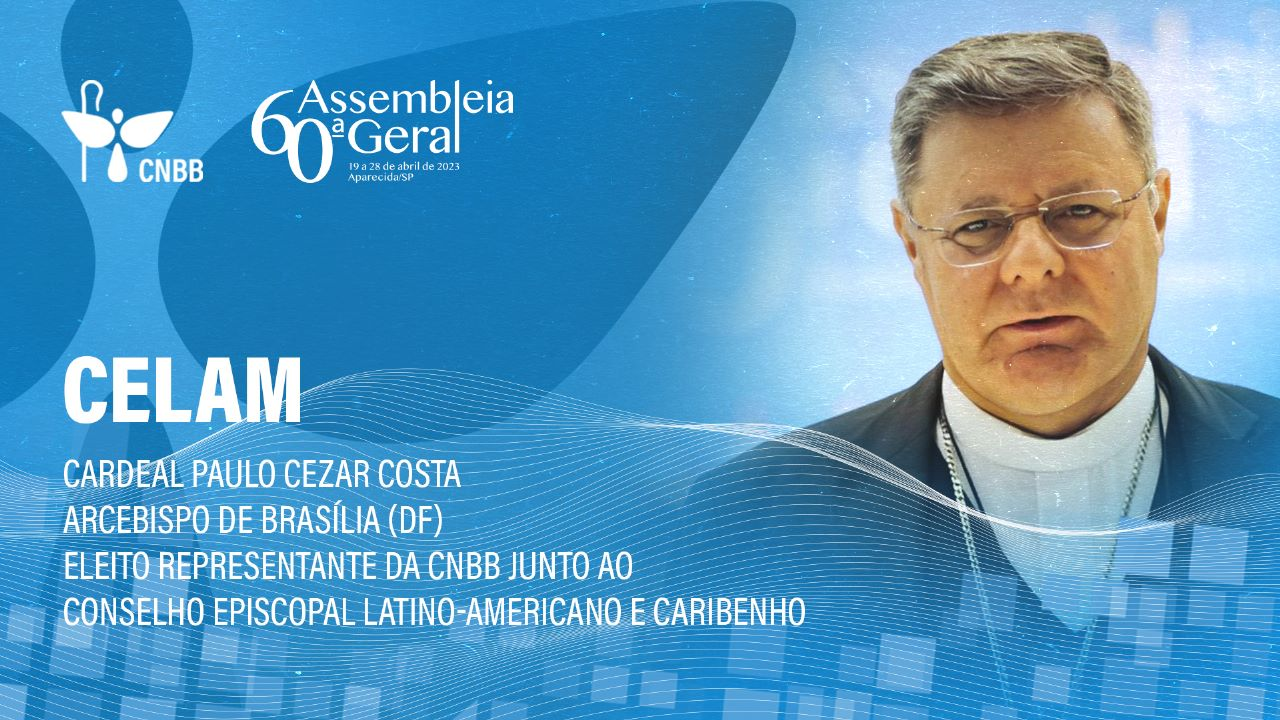 CNBB
60ª Assembleia
Geral
19 a 28 de abril de 2023
Aparecida/SP
CELAM
CARDEAL PAULO CEZAR COSTA
ARCEBISPO DE BRASÍLIA (DF)
ELEITO REPRESENTANTE DA CNBB JUNTO AO
CONSELHO EPISCOPAL LATINO-AMERICANO E CARIBENHO